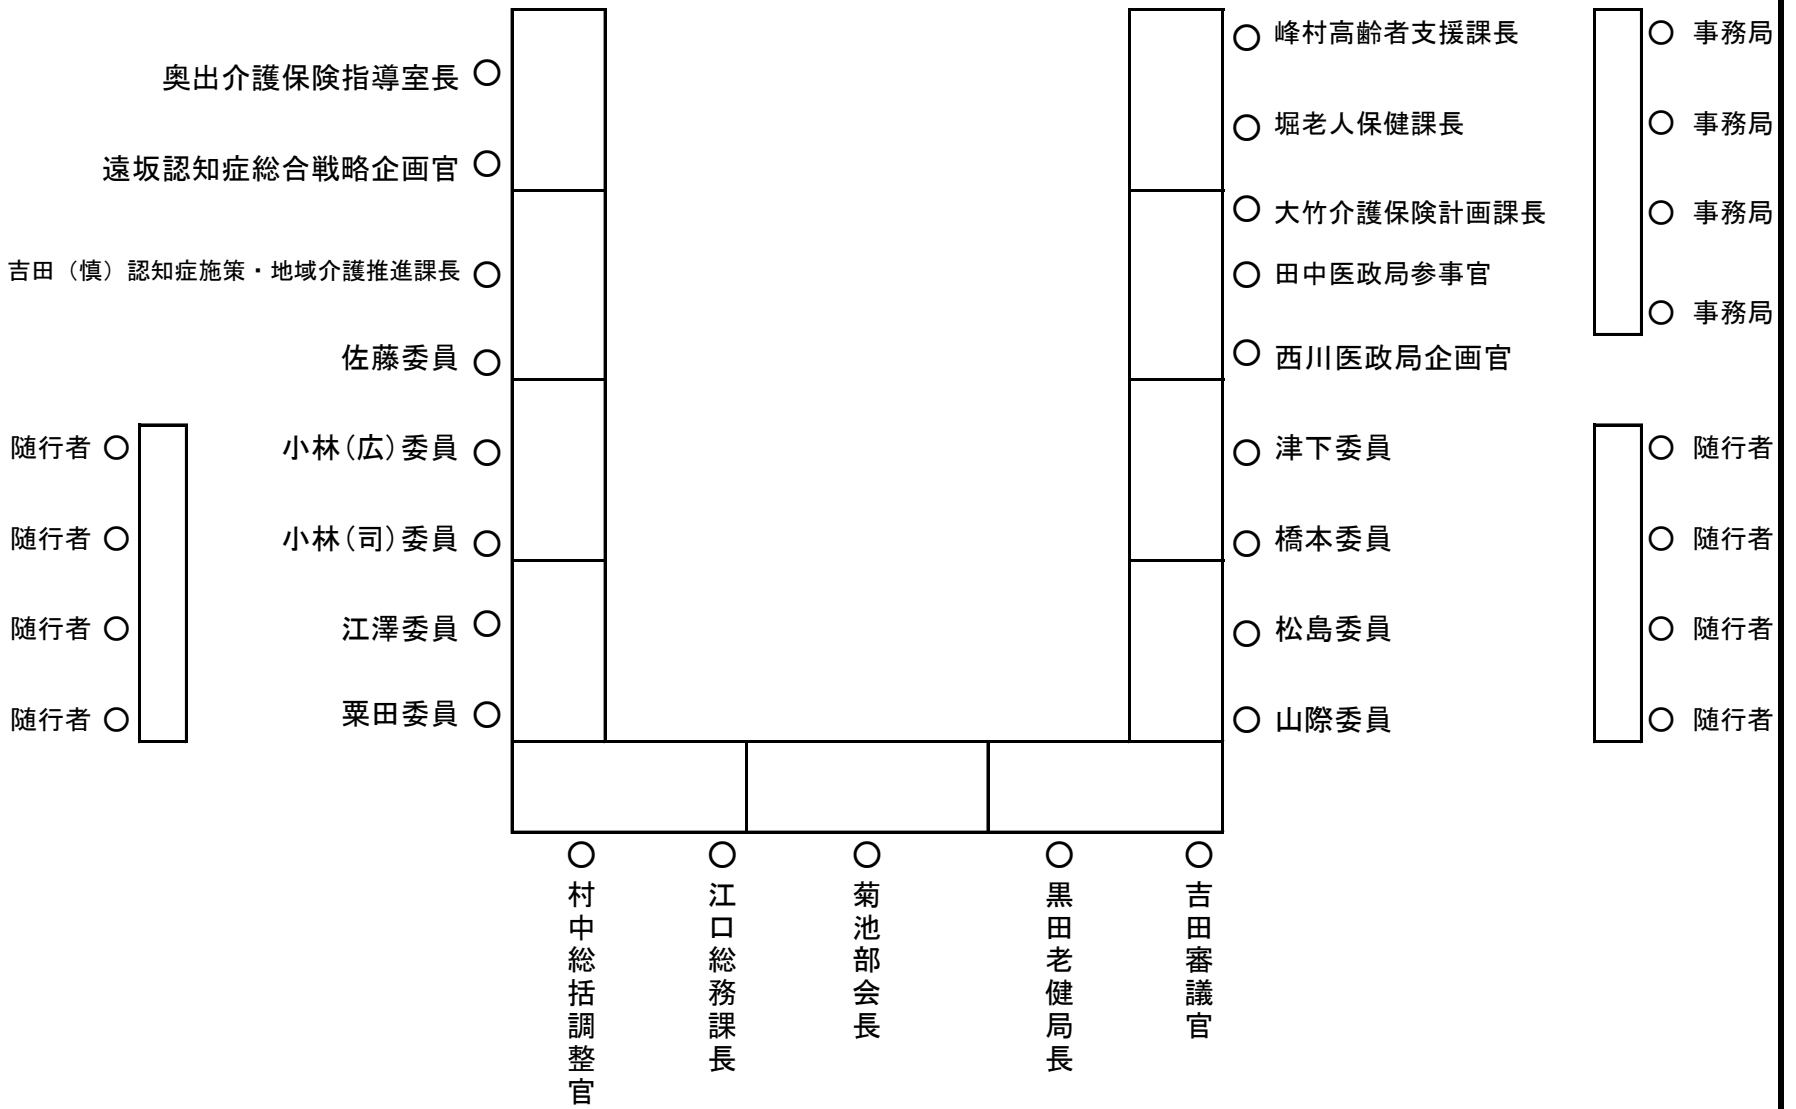 奥出介護保険指導室長
遠坂認知症総合戦略企画官
吉田（慎）認知症施策・地域介護推進課長
佐藤委員
小林（広）委員
小林（司）委員
江澤委員
粟田委員
随行者
随行者
随行者
随行者
峰村高齢者支援課長
堀老人保健課長
大竹介護保険計画課長
田中医政局参事官
西川医政局企画官
津下委員
橋本委員
松島委員
山際委員
事務局
事務局
事務局
事務局
随行者
随行者
随行者
随行者
村中総括調整官
江口総務課長
菊池部会長
黒田老健局長
吉田審議官